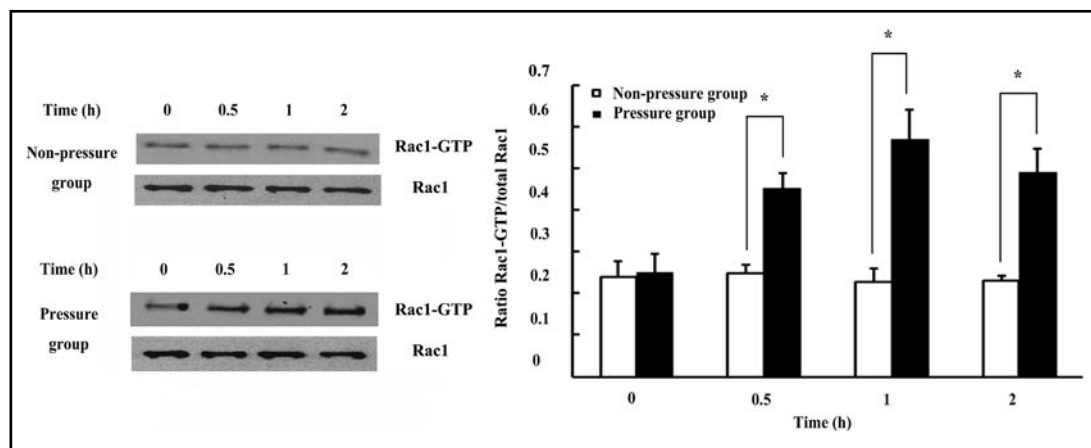 Time (h) 0 0.5 1 2
Non-pressure group
Rac1-GTP
Rac1
Time (h) 0 0.5 1 2
Pressure group
Rac1-GTP
Rac1
Ratio Rac1-GTP/total Rac1
0.7
0.6
0.5
0.4
0.3
0.2
0.1
0
Non-pressure group
Pressure group
*
*
*
0 0.5 1 2
Time (h)